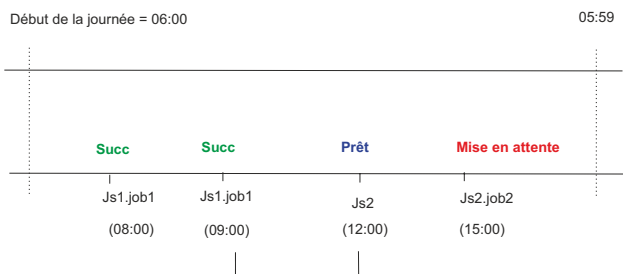 Début de la journée = 06:00 05:59
Succ Succ Prêt Mise en attente
Js1.job1 Js1.job1 Js2 Js2.job2
(08:00) (09:00) (12:00) (15:00)